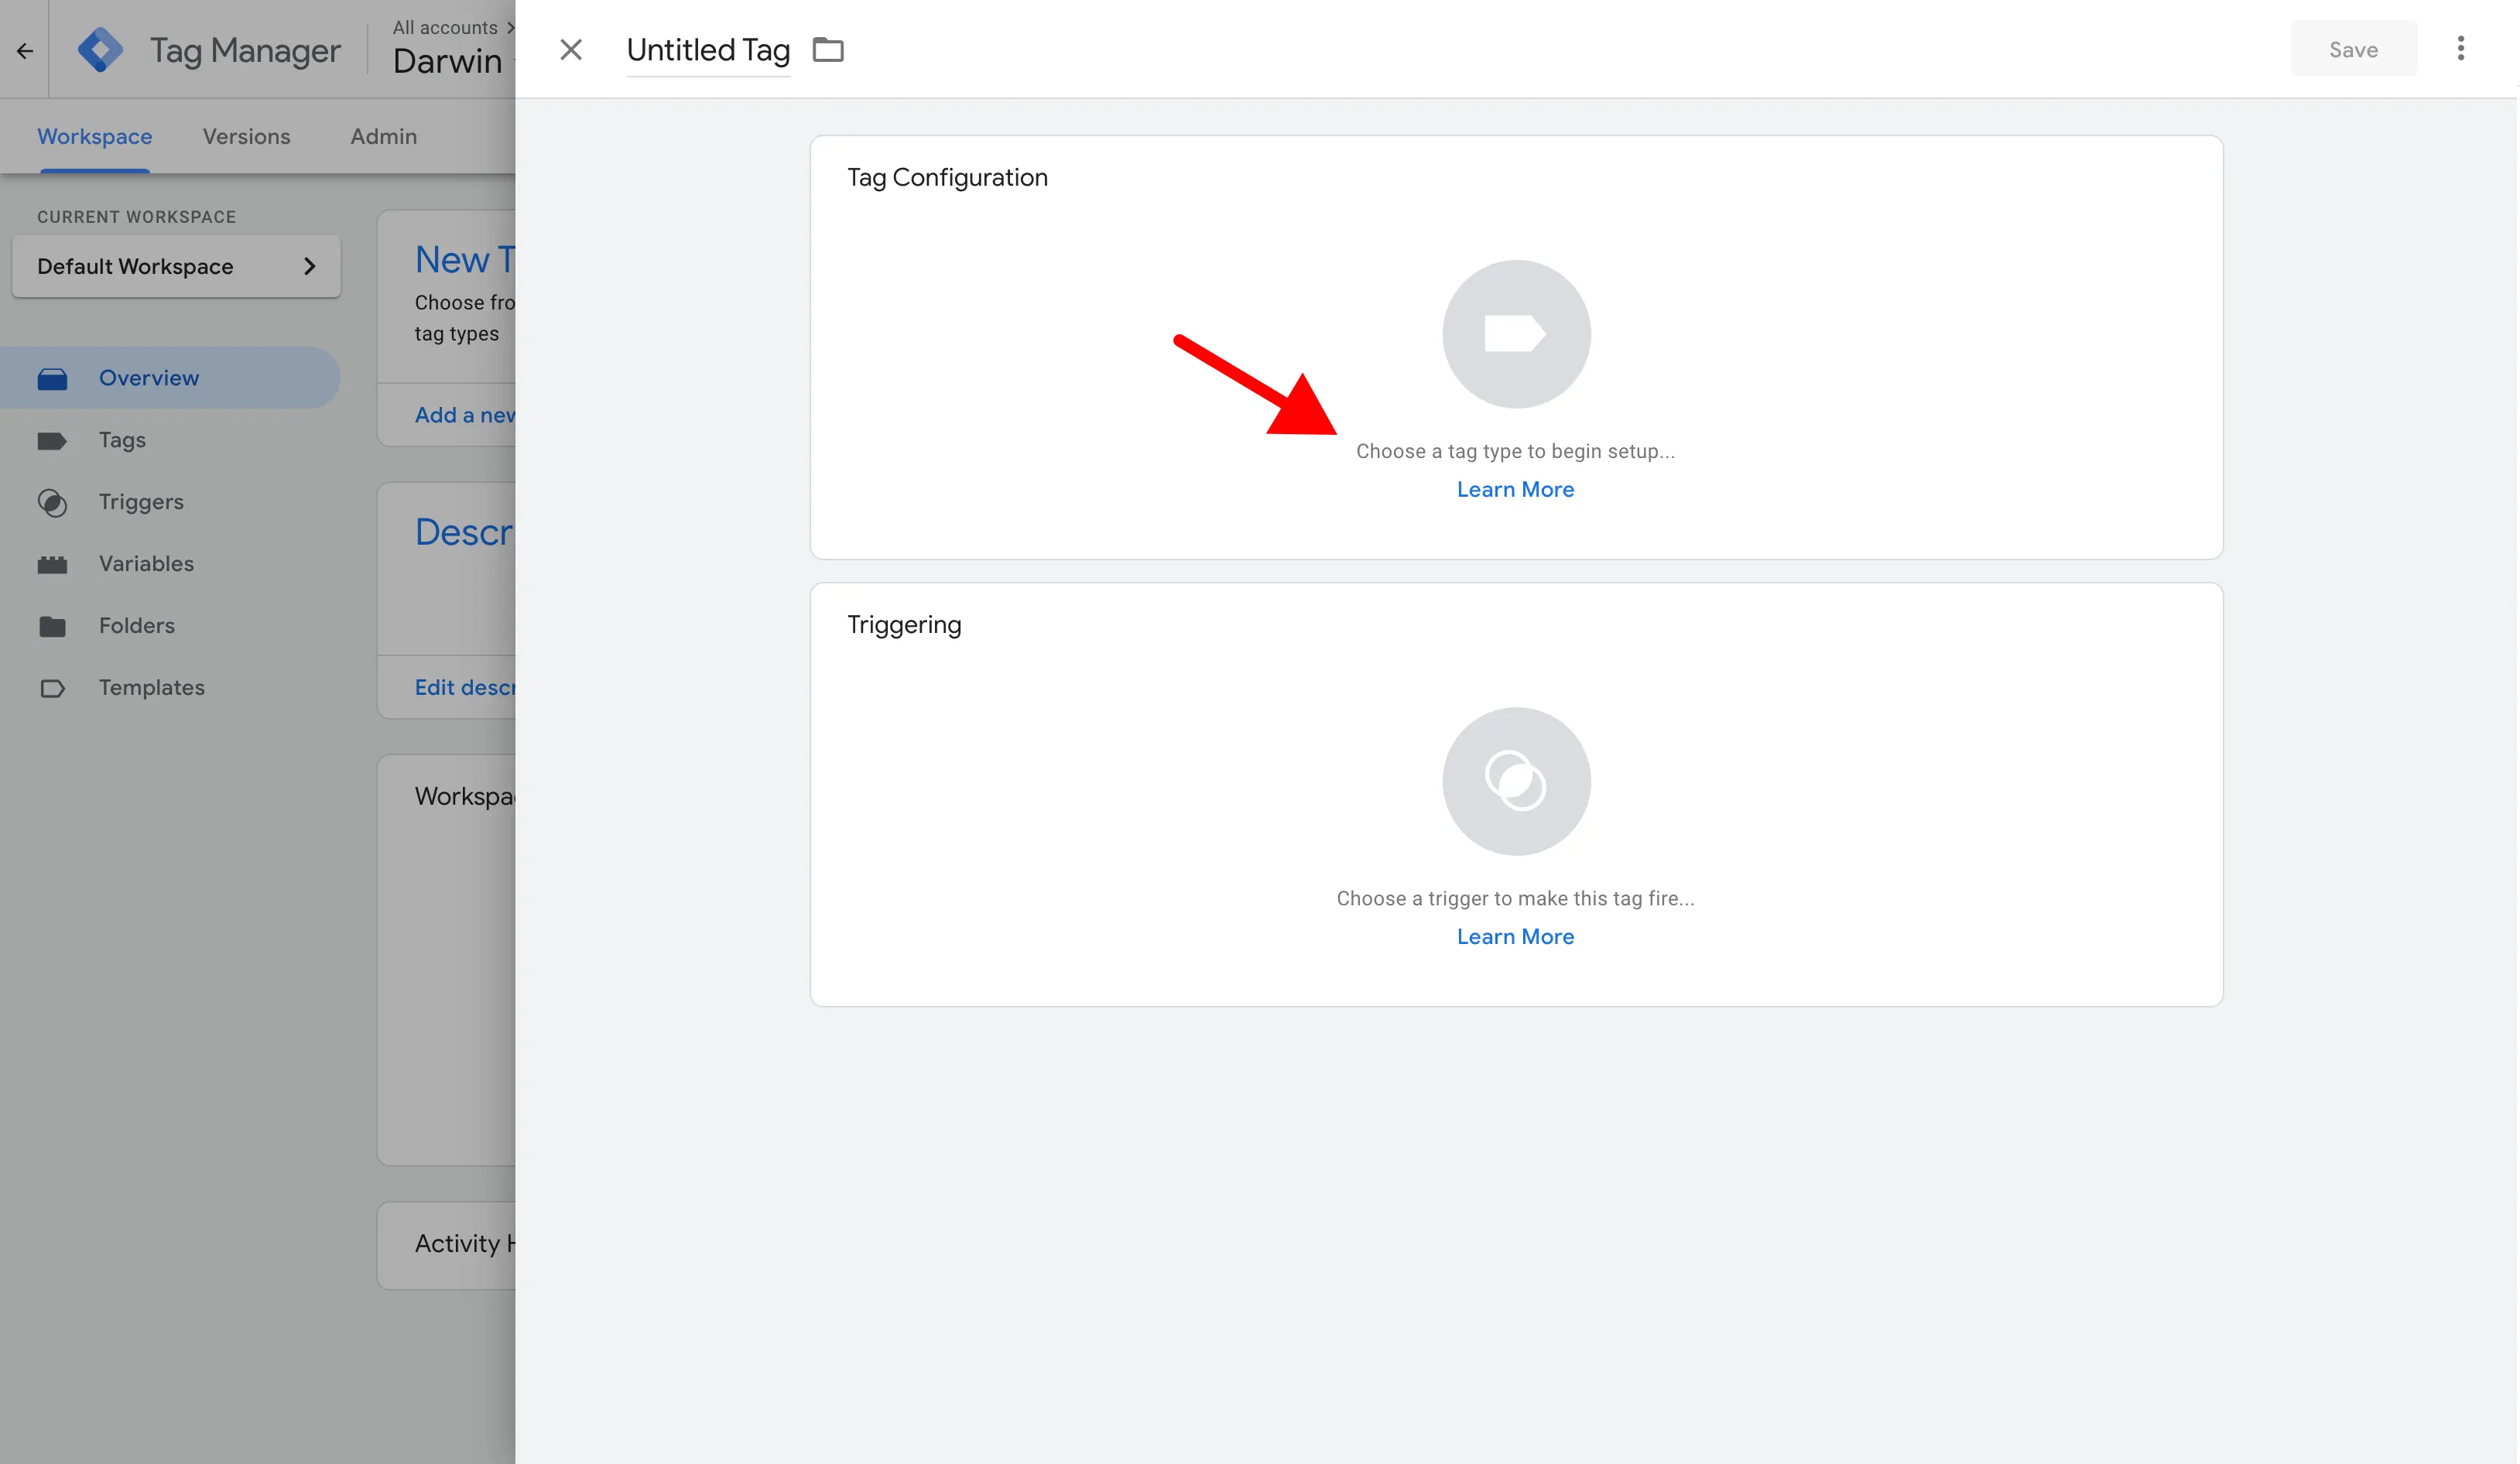 Tag Manager
All accounts
Darwin
Untitled Tag
Save
Workspace
Versions
Admin
CURRENT WORKSPACE
Default Workspace
Overview
Tags
Triggers
Variables
Folders
Templates
New T
Choose fro
tag types
Add a new
Descr
Edit descr
Workspac
Activity H
Tag Configuration
Choose a tag type to begin setup...
Learn More
Triggering
Choose a trigger to make this tag fire...
Learn More